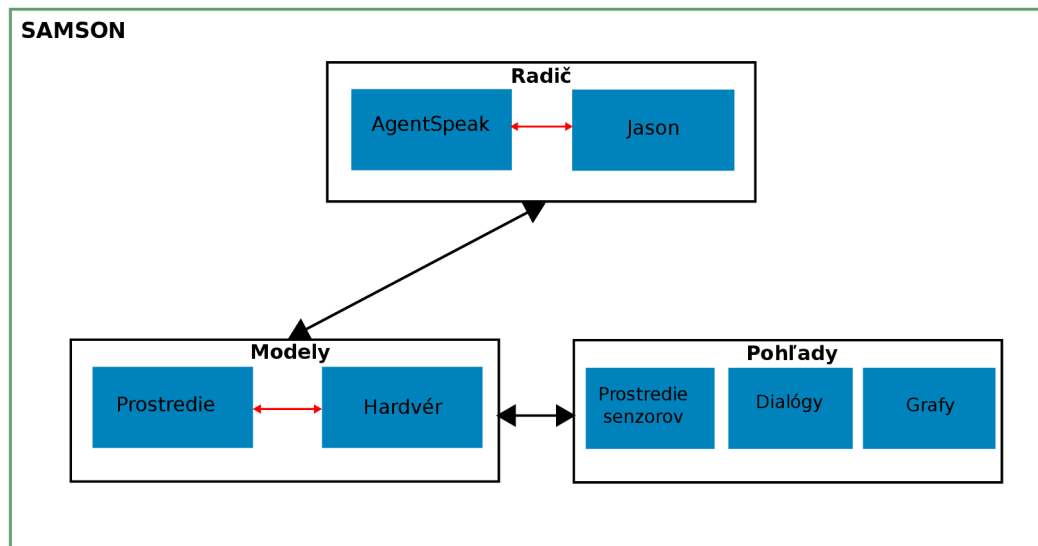 SAMSON
Radič
AgentSpeak
Jason
Modely
Prostredie
Hardvér
Pohľady
Prostredie
senzorov
Dialógy
Grafy